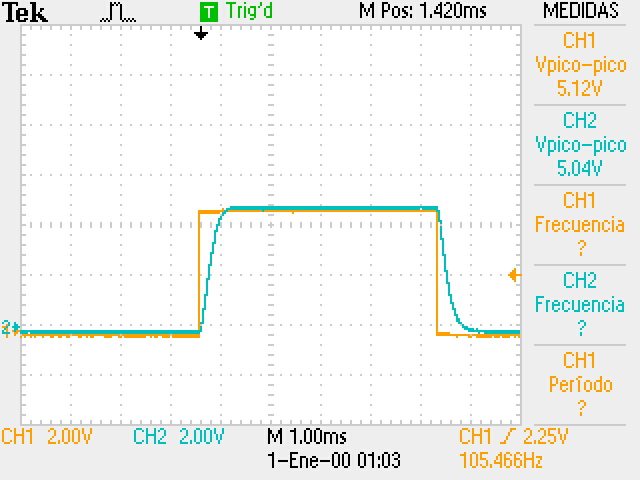 Tek T Trig'd M Pos: 1.420ms MEDIDAS
CH1
Vpico-pico
5.12V
CH2
Vpico-pico
5.04V
CH1
Frecuencia
?
CH2
Frecuencia
?
CH1
Período
?
2
CH1 2.00V CH2 2.00V M 1.00ms CH1 2.25V
1-Ene-00 01:03 105.466Hz